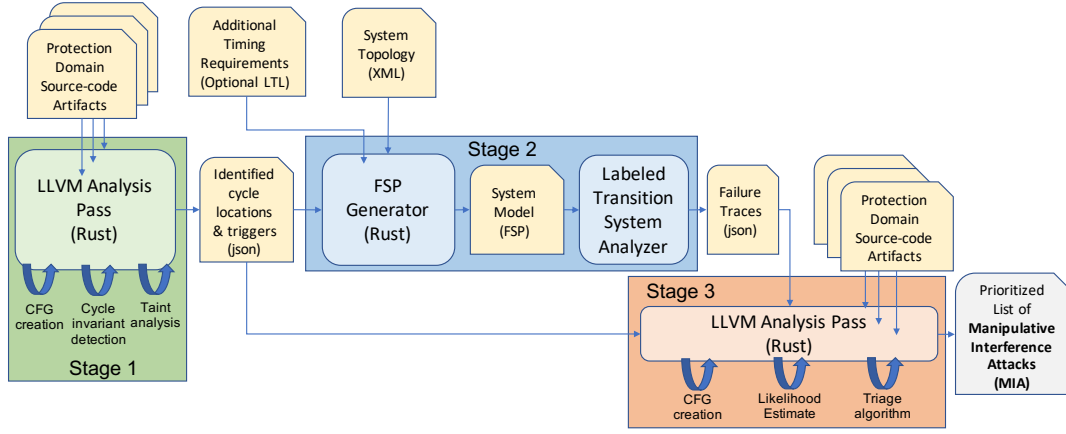 Protection
Domain
Source-code
Artifacts
Additional
Timing
Requirements
(Optional LTL)
System
Topology
(XML)
LLVM Analysis
Pass
(Rust)
CFG
creation
Cycle
invariant
detection
Taint
analysis
Stage 1
Identified
cycle
locations
& triggers
(json)
Stage 2
FSP
Generator
(Rust)
System
Model
(FSP)
Labeled
Transition
System
Analyzer
Failure
Traces
(json)
Protection
Domain
Source-code
Artifacts
Stage 3
LLVM Analysis Pass
(Rust)
CFG
creation
Likelihood
Estimate
Triage
algorithm
Prioritized
List of
Manipulative
Interference
Attacks
(MIA)